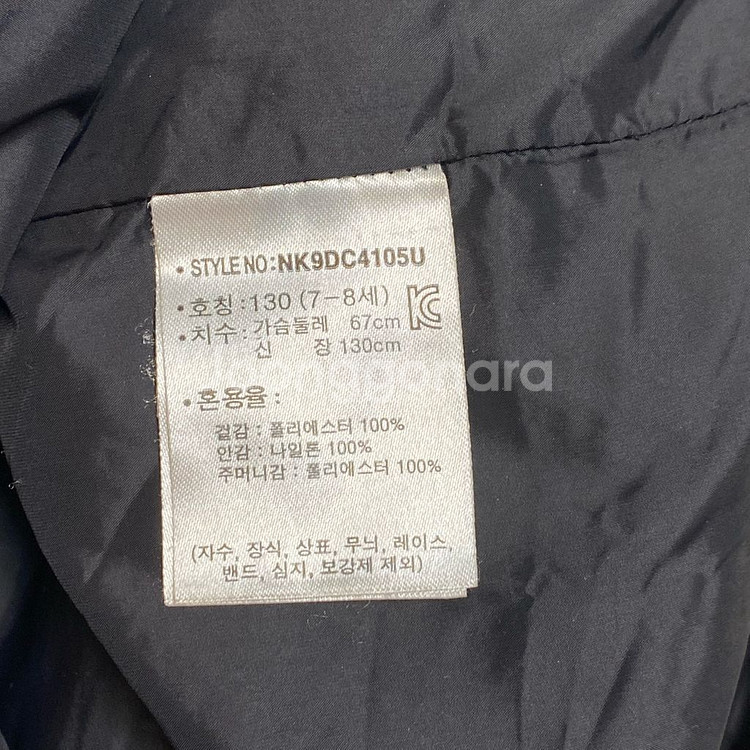 • STYLE NO:NK9DC4105U
• 호칭:130 (7-8세)
• 치수: 가슴둘레 67cm
신 장 130cm
• 혼용율 :
겉감 : 폴리에스터 100%
안감 : 나일론 100%
주머니감 : 폴리에스터 100%
(자수, 장식, 상표, 무늬, 레이스,
밴드, 심지, 보강제 제외)